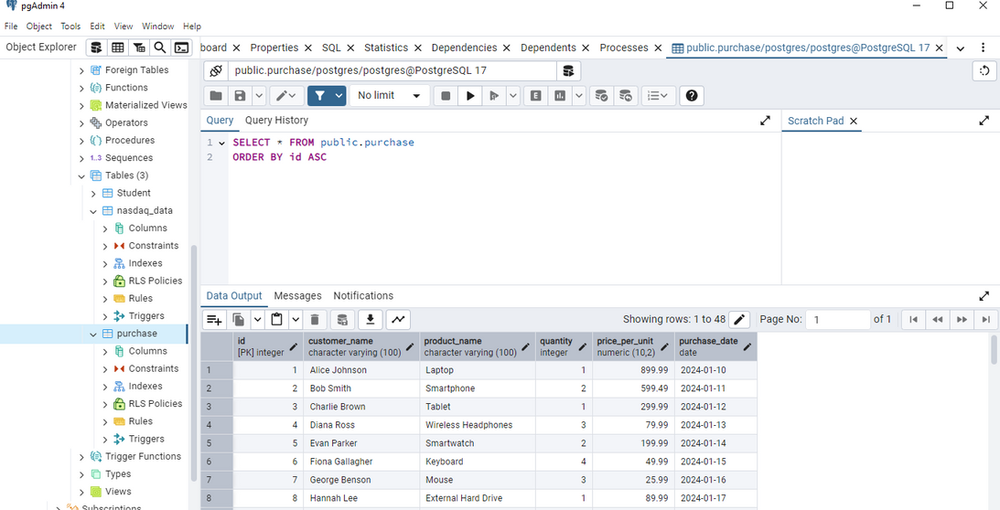 pgAdmin 4
File Object Tools Edit View Window Help
Object Explorer
board Properties SQL Statistics Dependencies Dependents Processes public.purchase/postgres/postgres@PostgreSQL 17
public.purchase/postgres/postgres@PostgreSQL 17
No limit
Query Query History
Scratch Pad
1 SELECT * FROM public.purchase
2 ORDER BY id ASC
Foreign Tables
Functions
Materialized Views
Operators
Procedures
1..3 Sequences
Tables (3)
Student
nasdaq_data
Columns
Constraints
Indexes
RLS Policies
Rules
Triggers
purchase
Columns
Constraints
Indexes
RLS Policies
Rules
Triggers
Trigger Functions
Types
Views
Subscriptions
Data Output Messages Notifications
Showing rows: 1 to 48 Page No: 1 of 1
id customer_name product_name quantity price_per_unit purchase_date
[PK] integer character varying (100) character varying (100) integer numeric (10,2) date
1 1 Alice Johnson Laptop 1 899.99 2024-01-10
2 2 Bob Smith Smartphone 2 599.49 2024-01-11
3 3 Charlie Brown Tablet 1 299.99 2024-01-12
4 4 Diana Ross Wireless Headphones 3 79.99 2024-01-13
5 5 Evan Parker Smartwatch 2 199.99 2024-01-14
6 6 Fiona Gallagher Keyboard 4 49.99 2024-01-15
7 7 George Benson Mouse 3 25.99 2024-01-16
8 8 Hannah Lee External Hard Drive 1 89.99 2024-01-17